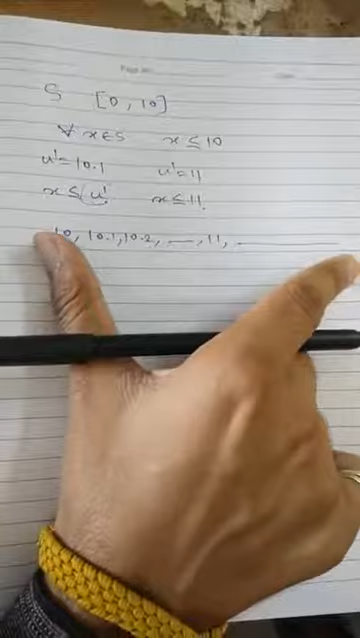 S [0, 10]
∀ x ∈ S x ≤ 10
u' = 10.1 u' = 11
x ≤ u' x ≤ 11.
10, 10.1, 10.2, —, 11, -